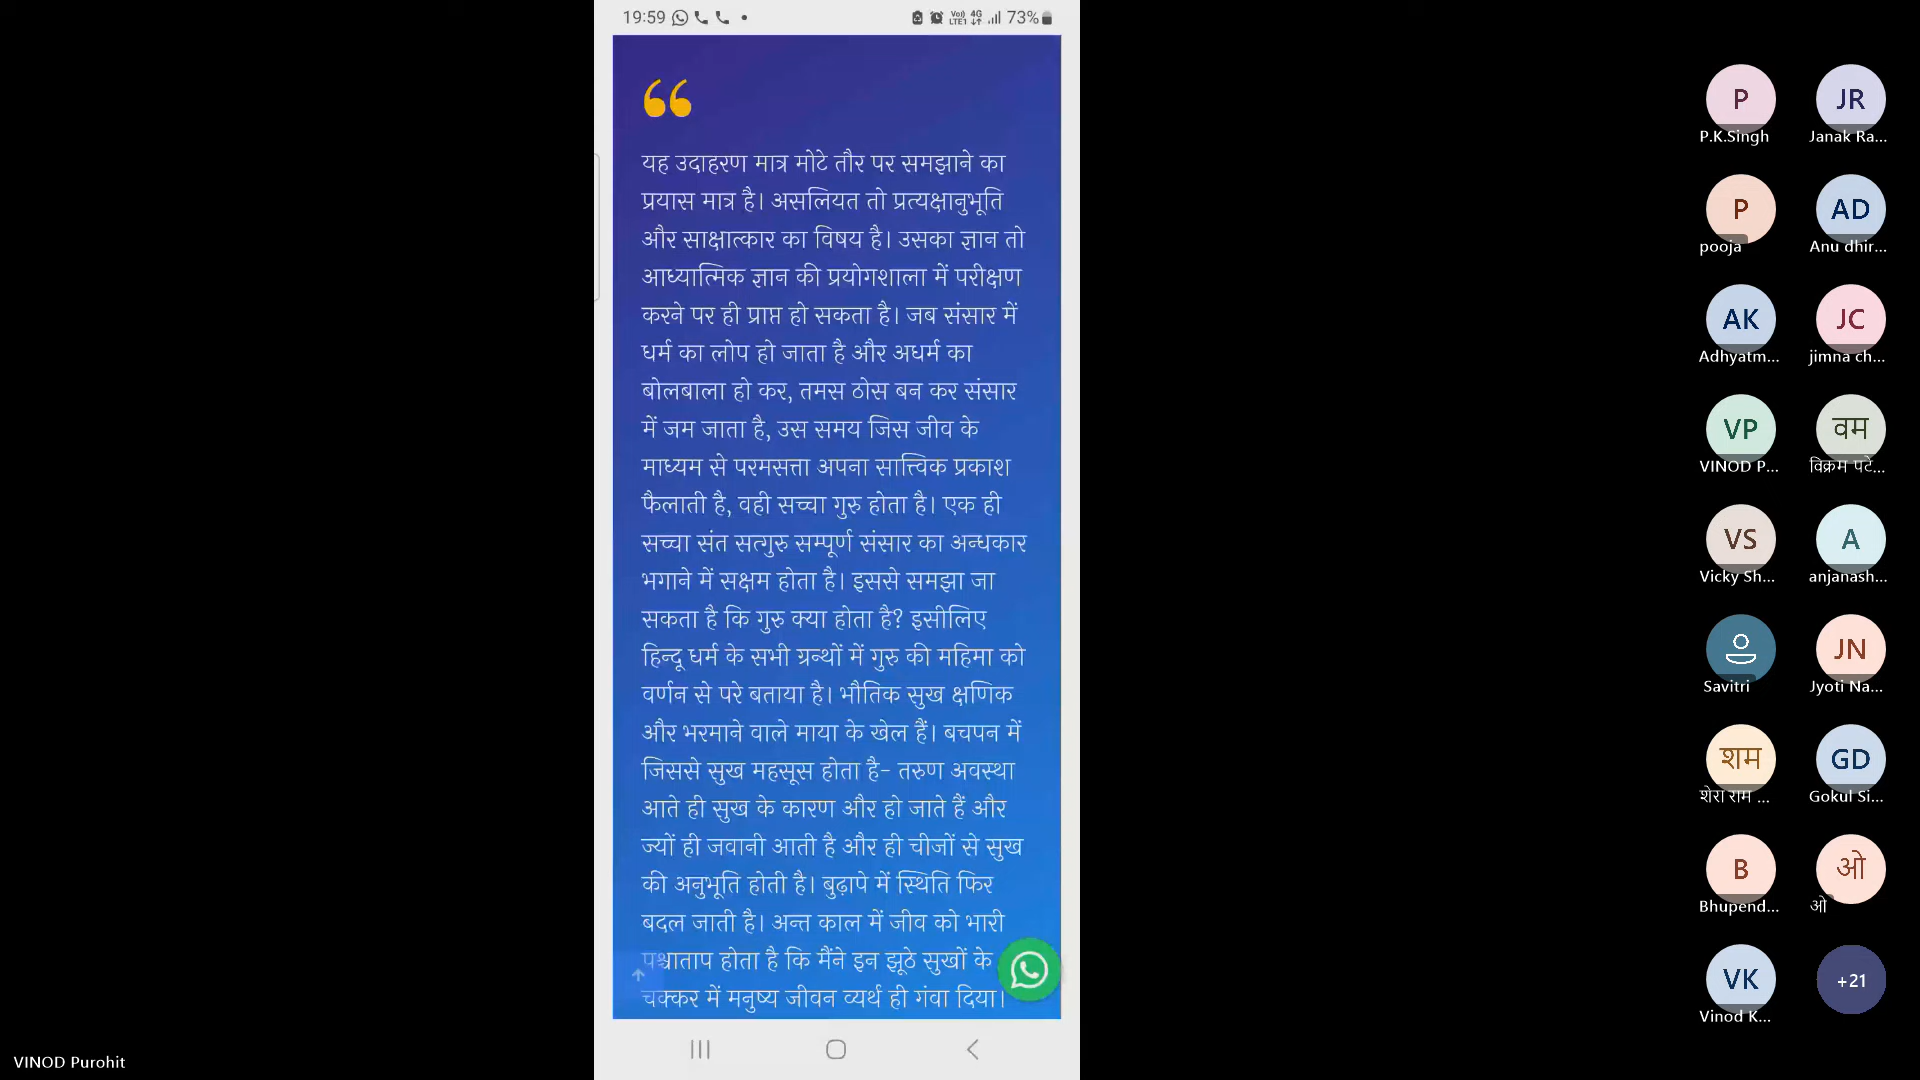 19:59
Vo)) 4G
LTE1
73%
“
यह उदाहरण मात्र मोटे तौर पर समझाने का
प्रयास मात्र है। असलियत तो प्रत्यक्षानुभूति
और साक्षात्कार का विषय है। उसका ज्ञान तो
आध्यात्मिक ज्ञान की प्रयोगशाला में परीक्षण
करने पर ही प्राप्त हो सकता है। जब संसार में
धर्म का लोप हो जाता है और अधर्म का
बोलबाला हो कर, तमस ठोस बन कर संसार
में जम जाता है, उस समय जिस जीव के
माध्यम से परमसत्ता अपना सात्त्विक प्रकाश
फैलाती है, वही सच्चा गुरु होता है। एक ही
सच्चा संत सत्गुरु सम्पूर्ण संसार का अन्धकार
भगाने में सक्षम होता है। इससे समझा जा
सकता है कि गुरु क्या होता है? इसीलिए
हिन्दू धर्म के सभी ग्रन्थों में गुरु की महिमा को
वर्णन से परे बताया है। भौतिक सुख क्षणिक
और भरमाने वाले माया के खेल हैं। बचपन में
जिससे सुख महसूस होता है- तरुण अवस्था
आते ही सुख के कारण और हो जाते हैं और
ज्यों ही जवानी आती है और ही चीजों से सुख
की अनुभूति होती है। बुढ़ापे में स्थिति फिर
बदल जाती है। अन्त काल में जीव को भारी
पश्चाताप होता है कि मैंने इन झूठे सुखों के
चक्कर में मनुष्य जीवन व्यर्थ ही गंवा दिया।
P JR
P.K.Singh Janak Ra...
P AD
pooja Anu dhir...
AK JC
Adhyatm... jimna ch...
VP वम
VINOD P... विक्रम पटे...
VS A
Vicky Sh... anjanash...
JN
Savitri Jyoti Na...
शम GD
शेरा राम ... Gokul Si...
B ओ
Bhupend... ओ
VK +21
Vinod K...
VINOD Purohit